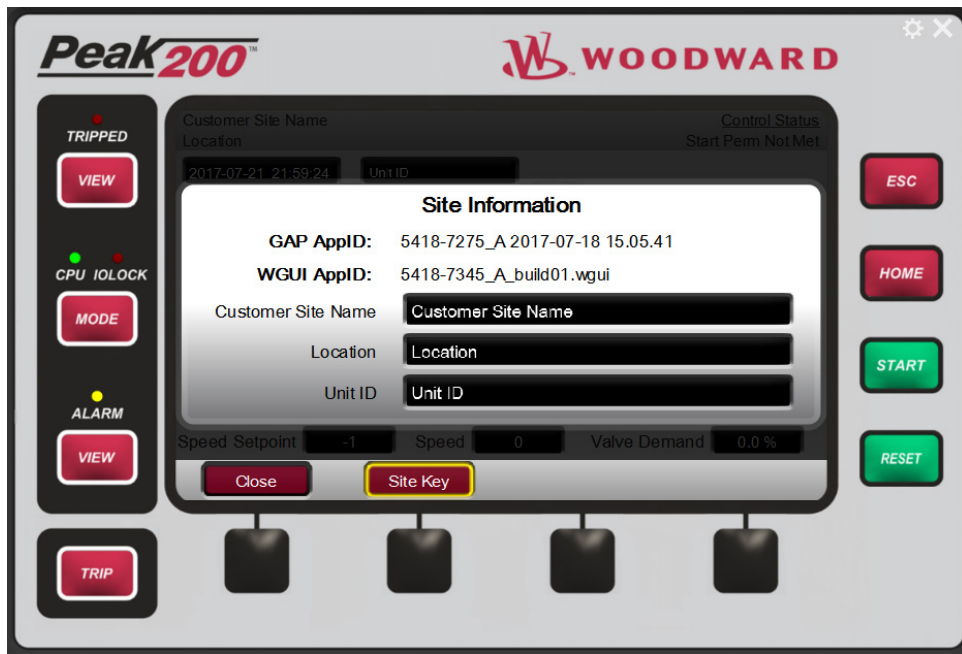 Peak200™
WOODWARD
TRIPPED
VIEW
CPU IOLOCK
MODE
ALARM
VIEW
TRIP
Customer Site Name
Control Status
Location
Start Perm Not Met
2017-07-21 21:59:24
Unit ID
Site Information
GAP AppID: 5418-7275_A 2017-07-18 15.05.41
WGUI AppID: 5418-7345_A_build01.wgui
Customer Site Name Customer Site Name
Location Location
Unit ID Unit ID
Speed Setpoint -1 Speed 0 Valve Demand 0.0 %
Close Site Key
ESC
HOME
START
RESET